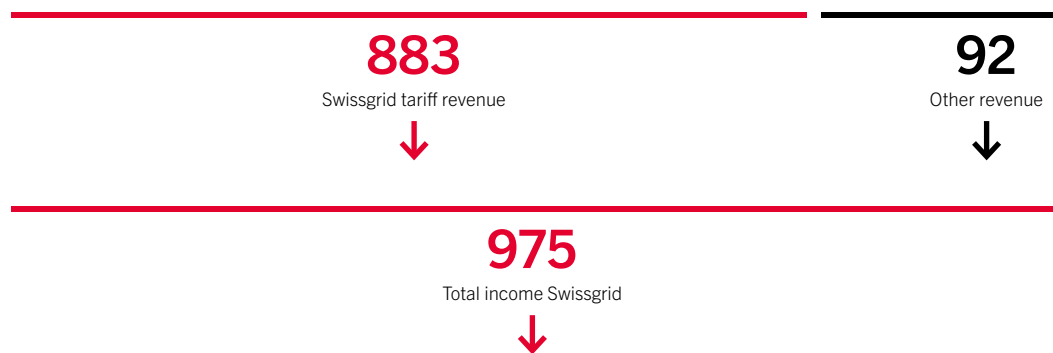 883
Swissgrid tariff revenue
92
Other revenue
975
Total income Swissgrid